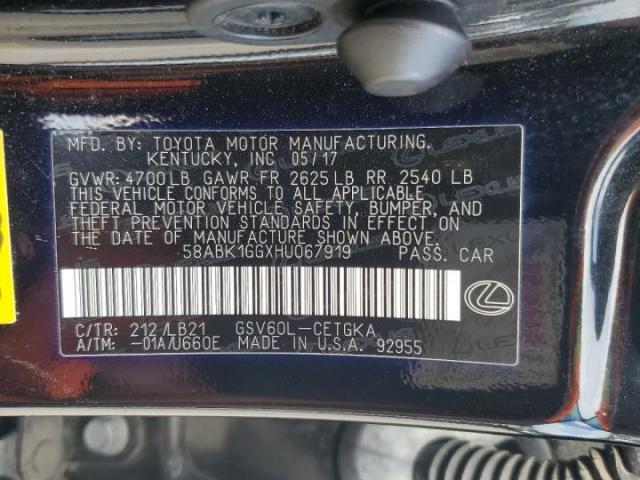 MFD. BY: TOYOTA MOTOR MANUFACTURING,
KENTUCKY, INC 05/17
GVWR: 4700LB GAWR FR 2625LB RR 2540 LB
THIS VEHICLE CONFORMS TO ALL APPLICABLE
FEDERAL MOTOR VEHICLE SAFETY, BUMPER, AND
THEFT PREVENTION STANDARDS IN EFFECT ON
THE DATE OF MANUFACTURE SHOWN ABOVE.
58ABK1GGXHU067919 PASS. CAR
C/TR: 212 /LB21 GSV60L-CETGKA
A/TM: -01A/U660E MADE IN U.S.A. 92955